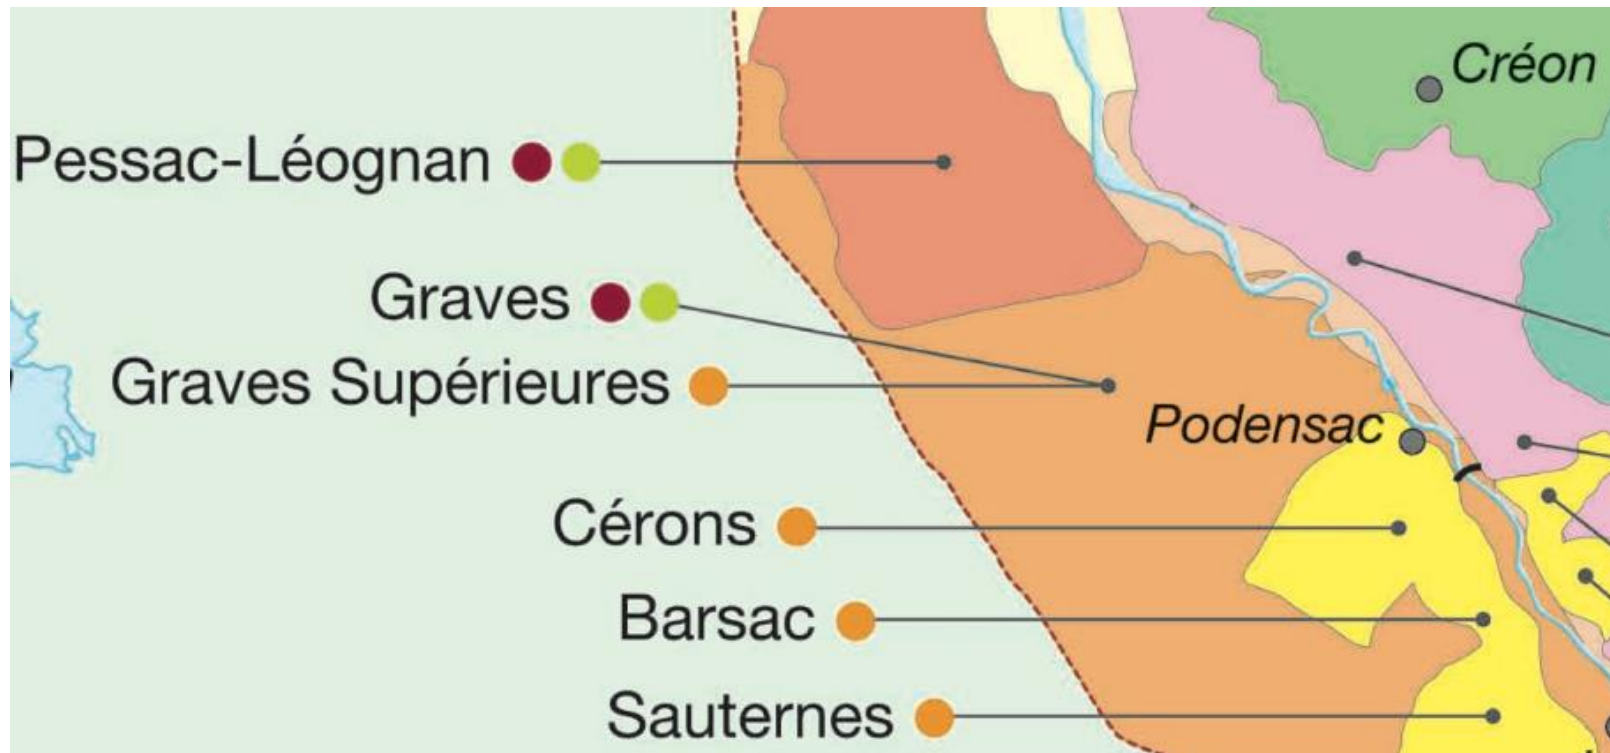 Créon
Pessac-Léognan
Graves
Graves Supérieures
Podensac
Cérons
Barsac
Sauternes